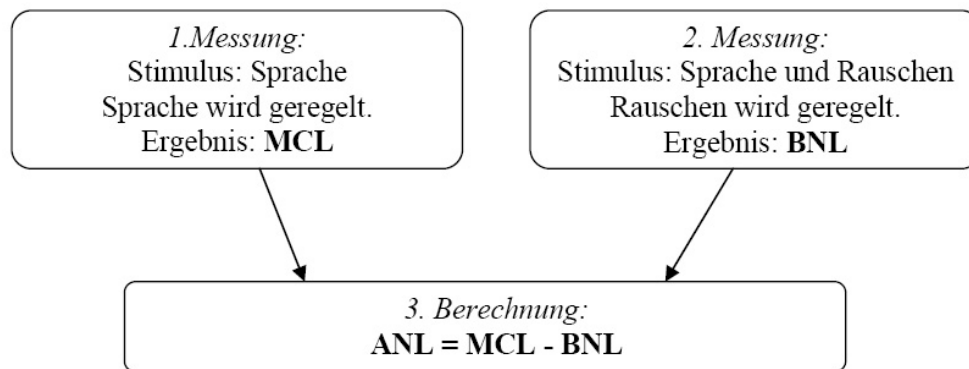 1.Messung:
Stimulus: Sprache
Sprache wird geregelt.
Ergebnis: MCL
2. Messung:
Stimulus: Sprache und Rauschen
Rauschen wird geregelt.
Ergebnis: BNL
3. Berechnung:
ANL = MCL - BNL